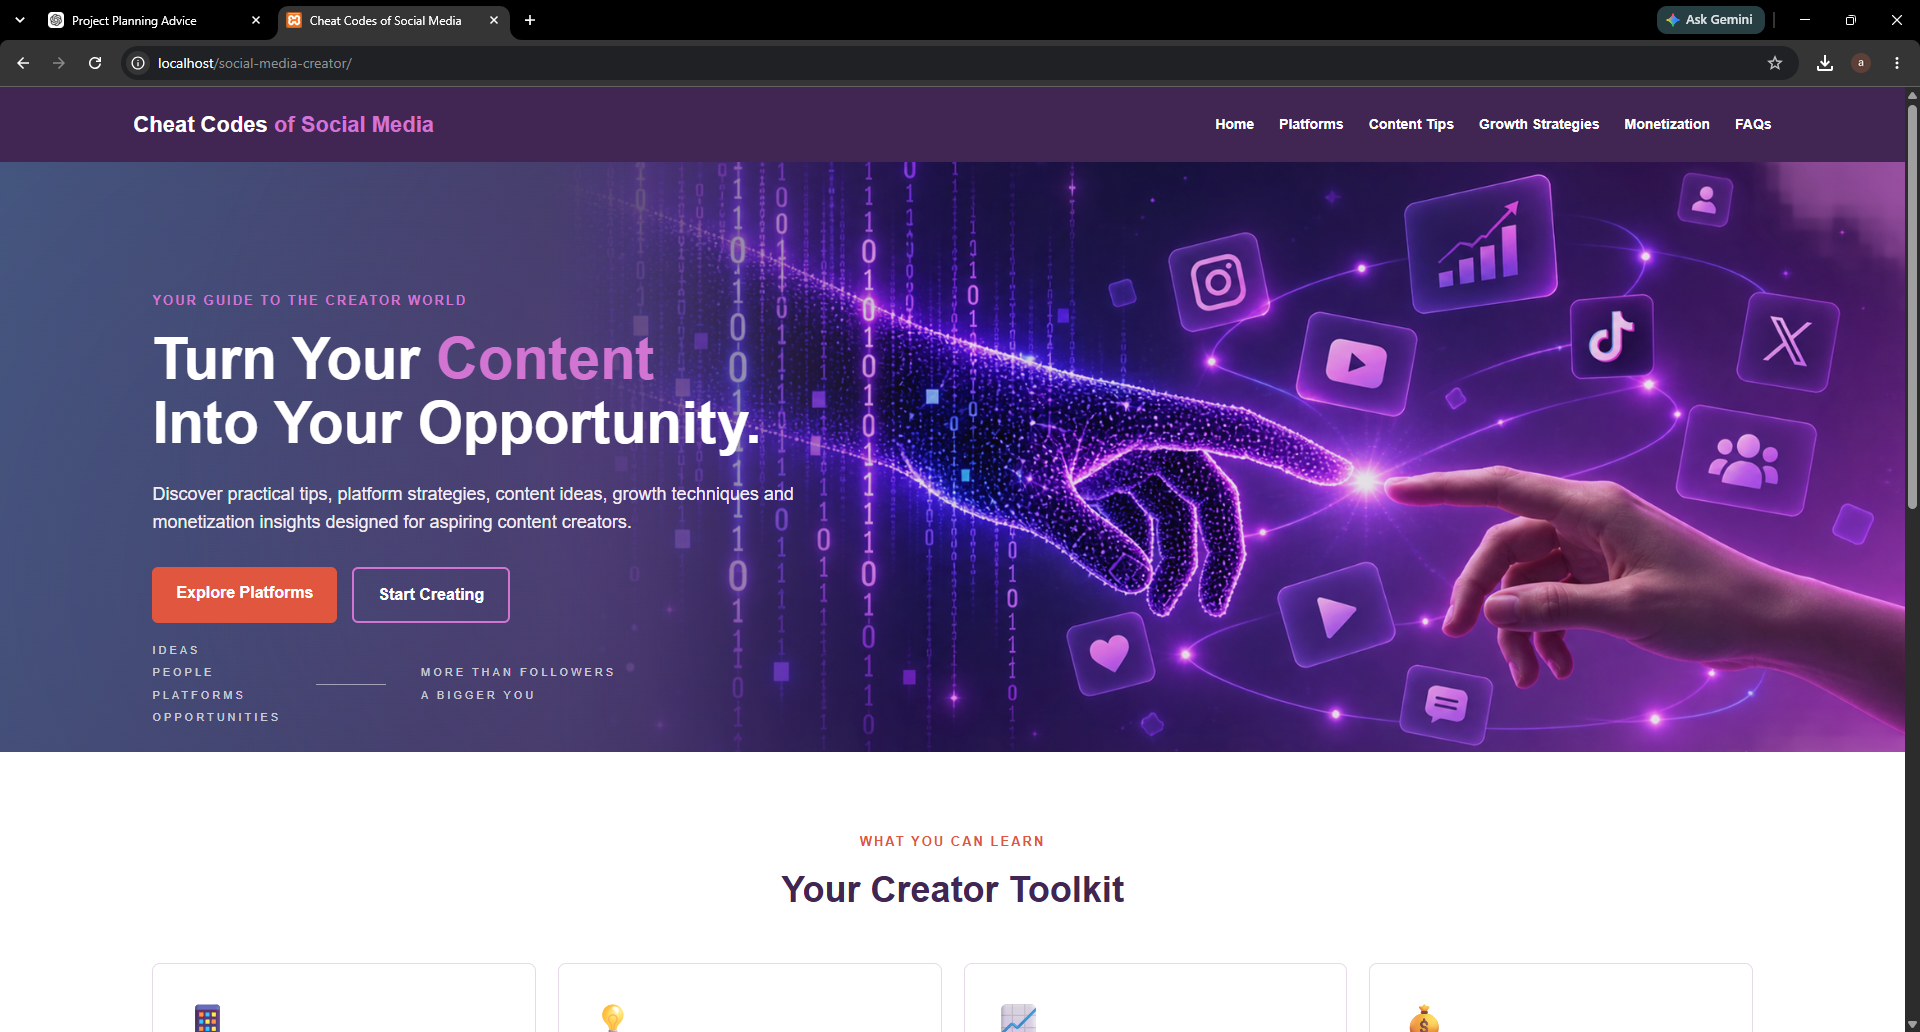 Project Planning Advice
Cheat Codes of Social Media
Ask Gemini
localhost/social-media-creator/
a
Cheat Codes of Social Media
Home
Platforms
Content Tips
Growth Strategies
Monetization
FAQs
YOUR GUIDE TO THE CREATOR WORLD
Turn Your Content
Into Your Opportunity.
Discover practical tips, platform strategies, content ideas, growth techniques and
monetization insights designed for aspiring content creators.
Explore Platforms
Start Creating
IDEAS
PEOPLE
PLATFORMS
OPPORTUNITIES
MORE THAN FOLLOWERS
A BIGGER YOU
WHAT YOU CAN LEARN
Your Creator Toolkit